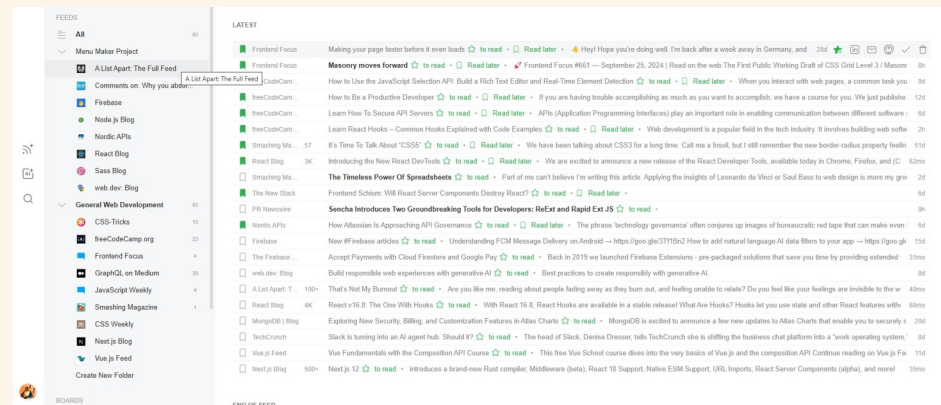 FEEDS
All 80
Menu Maker Project
A List Apart: The Full Feed
A List Apart: The Full Feed
Comments on: Why you absol...
Firebase
Node js Blog
Nordic APIs
React Blog
Sass Blog
web.dev: Blog
General Web Development 80
CSS-Tricks 10
freeCodeCamp.org 23
Frontend Focus 4
GraphQL on Medium 35
JavaScript Weekly 4
Smashing Magazine 1
CSS Weekly
Next.js Blog
Vue.js Feed
Create New Folder
BOARDS
AI
LATEST
Frontend Focus Making your page faster before it even loads to read • Read later • Hey! Hope you're doing well. I'm back after a week away in Germany, and 28d
Frontend Focus Masonry moves forward to read • Read later • Frontend Focus #661 — September 25, 2024 | Read on the web The First Public Working Draft of CSS Grid Level 3 / Mason 6h
freeCodeCam... How to Use the JavaScript Selection API: Build a Rich Text Editor and Real-Time Element Detection to read • Read later • When you interact with web pages, a common task you 9d
freeCodeCam... How to Be a Productive Developer to read • Read later • If you are having trouble accomplishing as much as you want to accomplish, we have a course for you. We just publishe 12d
freeCodeCam... Learn How To Secure API Servers to read • Read later • APIs (Application Programming Interfaces) play an important role in enabling communication between different software 8d
freeCodeCam... Learn React Hooks – Common Hooks Explained with Code Examples to read • Read later • Web development is a popular field in the tech industry. It involves building web softw 2h
Smashing Ma... 57 It's Time To Talk About "CSS5" to read • Read later • We have been talking about CSS3 for a long time. Call me a fossil, but I still remember the new border-radius property feelin 51d
React Blog 3K Introducing the New React DevTools to read • Read later • We are excited to announce a new release of the React Developer Tools, available today in Chrome, Firefox, and (C 62mo
Smashing Ma... The Timeless Power Of Spreadsheets to read • Part of me can't believe I'm writing this article. Applying the insights of Leonardo da Vinci or Saul Bass to web design is more my gro 2d
The New Stack Frontend Schism: Will React Server Components Destroy React? to read • Read later •
PR Newswire Sencha Introduces Two Groundbreaking Tools for Developers: ReExt and Rapid Ext JS to read • 9h
Nordic APIs How Atlassian Is Approaching API Governance to read • Read later • The phrase 'technology governance' often conjures up images of bureaucratic red tape that can make even
Firebase New #Firebase articles to read • Understanding FCM Message Delivery on Android → https://goo.gle/3TI1Bn2 How to add natural language AI data filters to your app → https://goo.gle 15d
The Firebase ... Accept Payments with Cloud Firestore and Google Pay to read • Back in 2019 we launched Firebase Extensions - pre-packaged solutions that save you time by providing extended 31mo
web.dev: Blog Build responsible web experiences with generative AI to read • Best practices to create responsibly with generative AI. 8d
A List Apart: T... 100+ That's Not My Burnout to read • Are you like me, reading about people fading away as they burn out, and feeling unable to relate? Do you feel like your feelings are invisible to the w 40mo
React Blog 4K React v16.8: The One With Hooks to read • With React 16.8, React Hooks are available in a stable release! What Are Hooks? Hooks let you use state and other React features witho 68mo
MongoDB | Blog Exploring New Security, Billing, and Customization Features in Atlas Charts to read • MongoDB is excited to announce a few new updates to Atlas Charts that enable you to securely s 20d
TechCrunch Slack is turning into an AI agent hub. Should it? to read • The head of Slack, Denise Dresser, tells TechCrunch she is shifting the business chat platform into a 'work operating system,' 8d
Vue.js Feed Vue Fundamentals with the Composition API Course to read • This free Vue School course dives into the very basics of Vue js and the composition API Continue reading on Vue.js Fe 11d
Next.js Blog 500+ Next.js 12 to read • introduces a brand-new Rust compiler, Middleware (beta), React 18 Support, Native ESM Support, URL Imports, React Server Components (alpha), and more! 35mo
END OF FEED